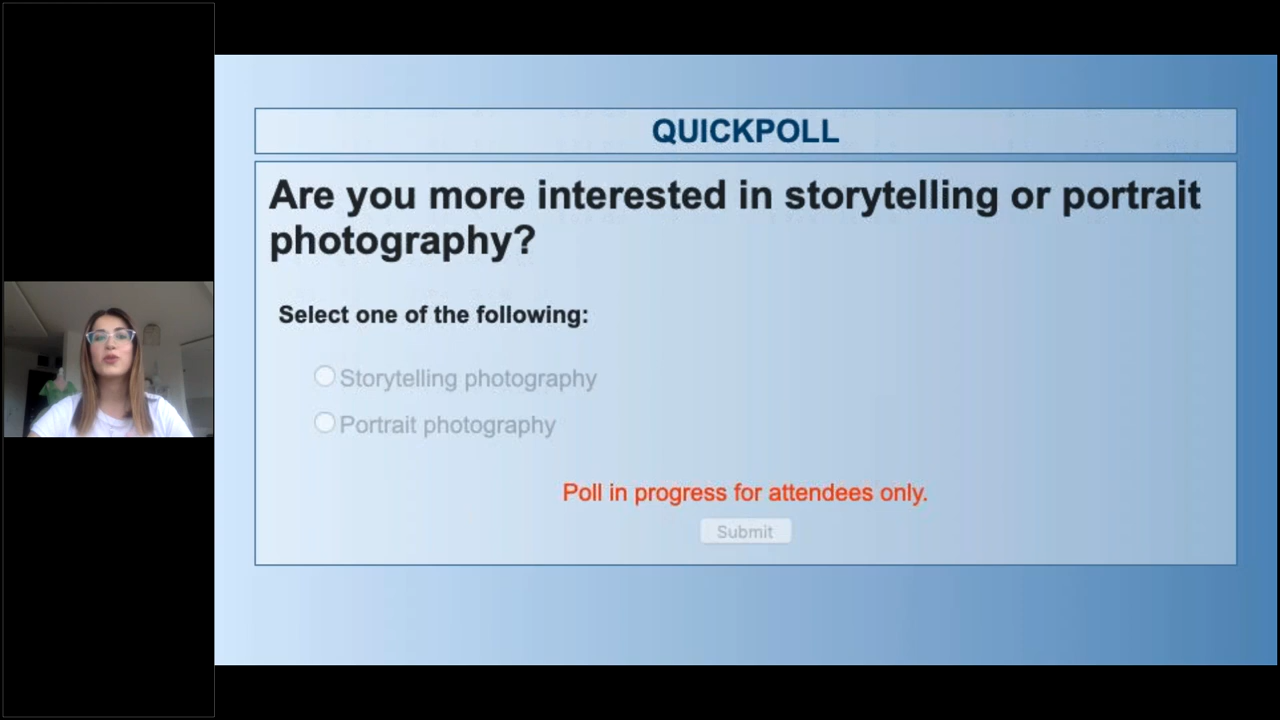 QUICKPOLL
Are you more interested in storytelling or portrait
photography?
Select one of the following:
Storytelling photography
Portrait photography
Poll in progress for attendees only.
Submit